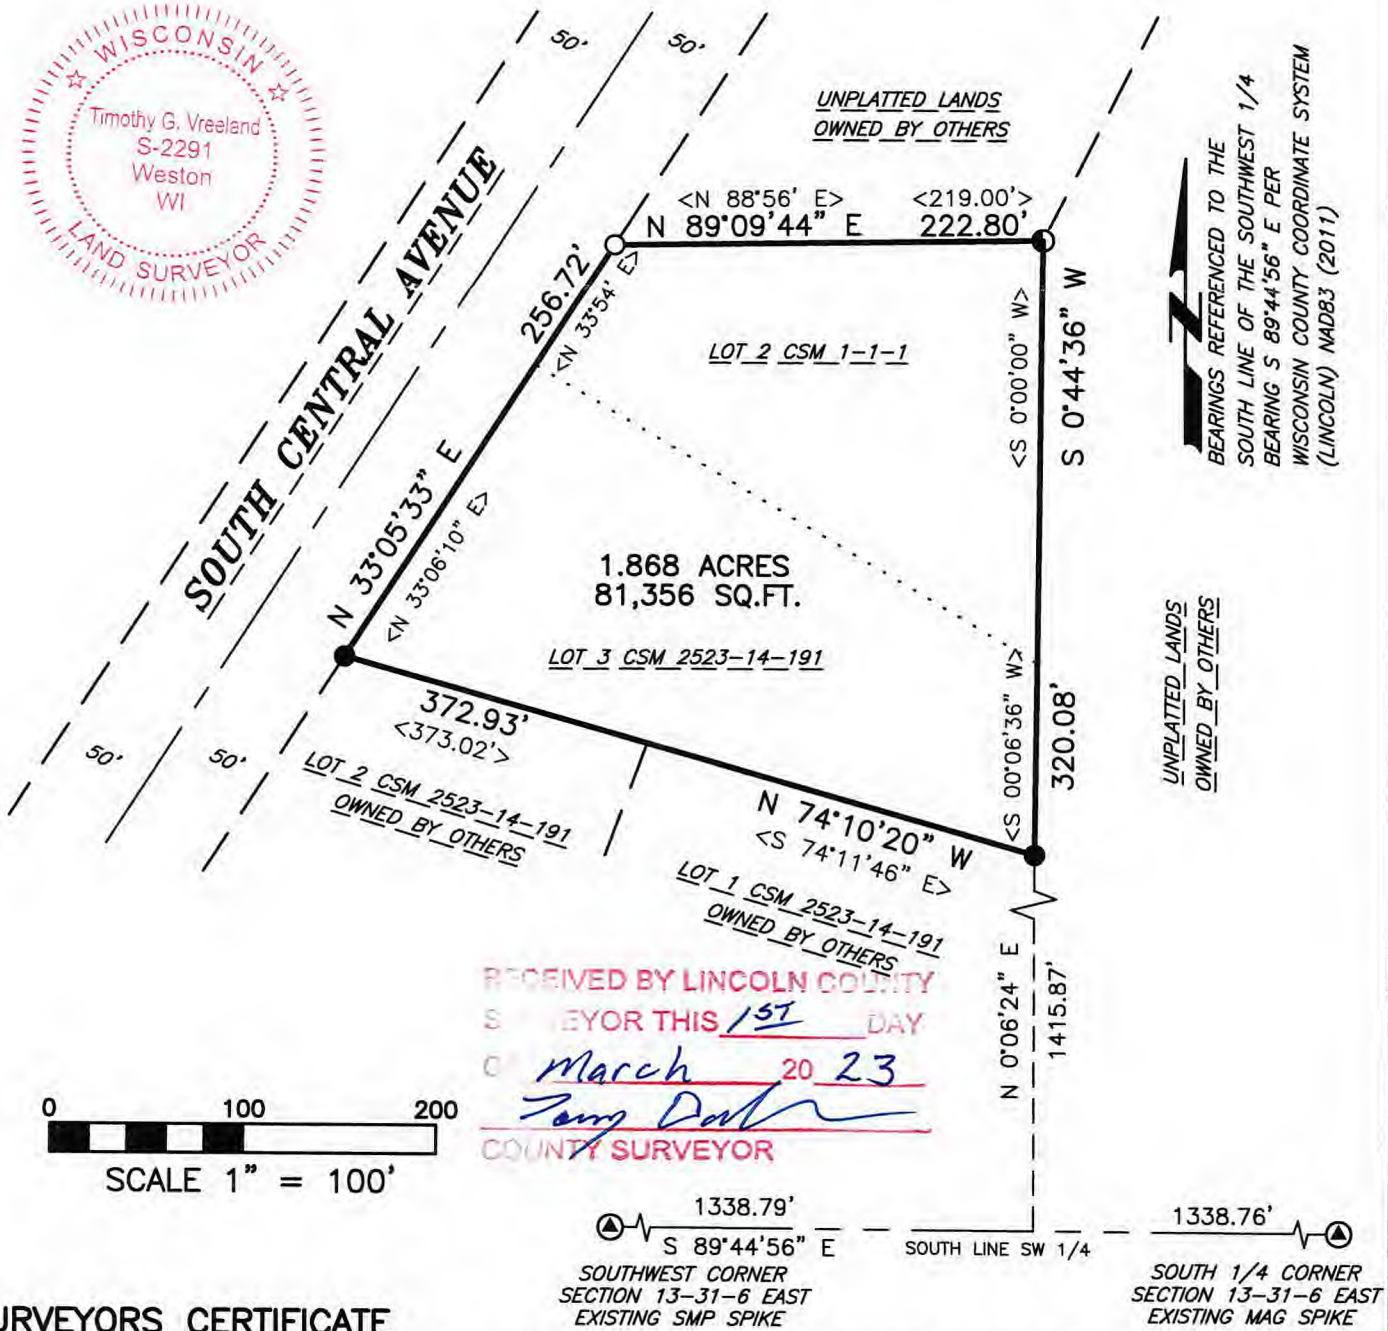 WISCONSIN
Timothy G. Vreeland
S-2291
Weston
WI
LAND SURVEYOR
50'
50'
UNPLATTED LANDS
OWNED BY OTHERS
BEARINGS REFERENCED TO THE
SOUTH LINE OF THE SOUTHWEST 1/4
BEARING S 89°44'56" E PER
WISCONSIN COUNTY COORDINATE SYSTEM
(LINCOLN) NAD83 (2011)
<N 88°56' E> <219.00'>
N 89°09'44" E 222.80'
SOUTH CENTRAL AVENUE
256.72'
<N 33°54' E>
N 33°05'33" E
<N 33°06'10" E>
LOT 2 CSM 1-1-1
<S 0°00'00" W>
S 0°44'36" W
1.868 ACRES
81,356 SQ.FT.
LOT 3 CSM 2523-14-191
<S 00°06'36" W>
320.08'
UNPLATTED LANDS
OWNED BY OTHERS
372.93'
<373.02'>
N 74°10'20" W
<S 74°11'46" E>
50'
50'
LOT 2 CSM 2523-14-191
OWNED BY OTHERS
LOT 1 CSM 2523-14-191
OWNED BY OTHERS
N 0°06'24" E
1415.87'
RECEIVED BY LINCOLN COUNTY
S EYOR THIS 1ST DAY
O March 20 23
COUNTY SURVEYOR
0 100 200
SCALE 1" = 100'
1338.79'
S 89°44'56" E
SOUTH LINE SW 1/4
1338.76'
SOUTHWEST CORNER
SECTION 13-31-6 EAST
EXISTING SMP SPIKE
SOUTH 1/4 CORNER
SECTION 13-31-6 EAST
EXISTING MAG SPIKE
URVEYORS CERTIFICATE